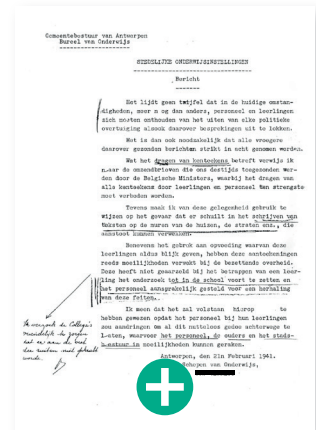 Gemeentebestuur van Antwerpen
Bureel van Onderwijs
STEDELIJKE ONDERWIJSINSTELLINGEN
Bericht
Het lijdt geen twijfel dat in de huidige omstan-
digheden, meer n og dan anders, personeel en leerlingen
zich moeten onthouden van het uiten van elke politieke
overtuiging alsook daarover besprekingen uit te lokken.
Het is dan ook noodzakelijk dat alle vroegere
daarover gezonden berichten strikt in acht genomen worden.
Wat het dragen van kentekens betreft verwijs ik
naar de omzendbrieven die ons destijds toegezonden wer-
den door de Belgische Ministers, waarbij het dragen van
alle kentekens door leerlingen en personeel ten strengste
moet verboden worden.
Tevens maak ik van deze gelegenheid gebruik te
wijzen op het gevaar dat er schuilt in het schrijven van
teksten op de muren van de huizen, de straten enz., die
aanstoot kunnen verwekken.
Benevens het gebrek aan opvoeding waarvan deze
leerlingen aldus blijk geven, hebben deze aantekeningen
reeds moeilijkheden verwekt bij de bezettende overheid.
Deze heeft niet geaarzeld bij het betrappen van een leer-
ling het onderzoek tot in de school voort te zetten en
het personeel aansprakelijk gesteld voor een herhaling
van deze feiten.
Ik meen dat het zal volstaan hierop te
hebben gewezen opdat het personeel bij hun leerlingen
zou aandringen om al dit nutteloos gedoe achterwege te
laten, waarvoor het personeel, de ouders en het stads-
bestuur in moeilijkheden kunnen geraken.
Antwerpen, den 21n Februari 1941.
Schepen van Onderwijs,